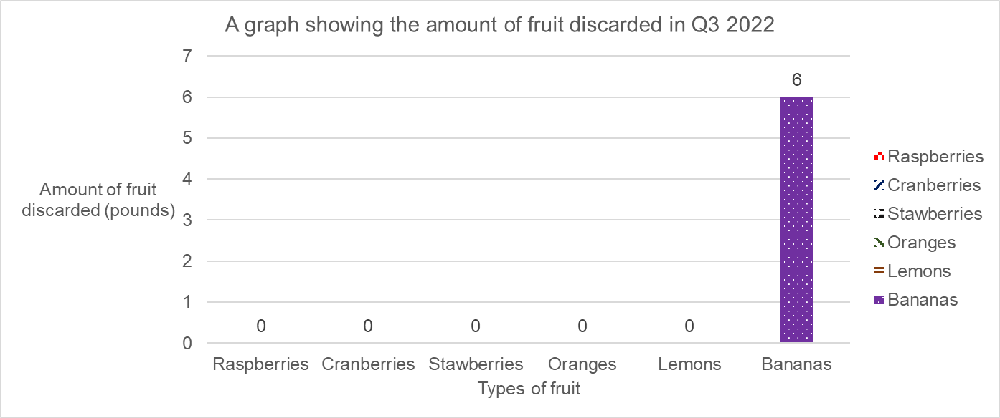 A graph showing the amount of fruit discarded in Q3 2022
7
6
5
4
3
2
1
0
Amount of fruit
discarded (pounds)
0 0 0 0 0 6
Raspberries Cranberries Stawberries Oranges Lemons Bananas
Types of fruit
Raspberries
Cranberries
Stawberries
Oranges
Lemons
Bananas